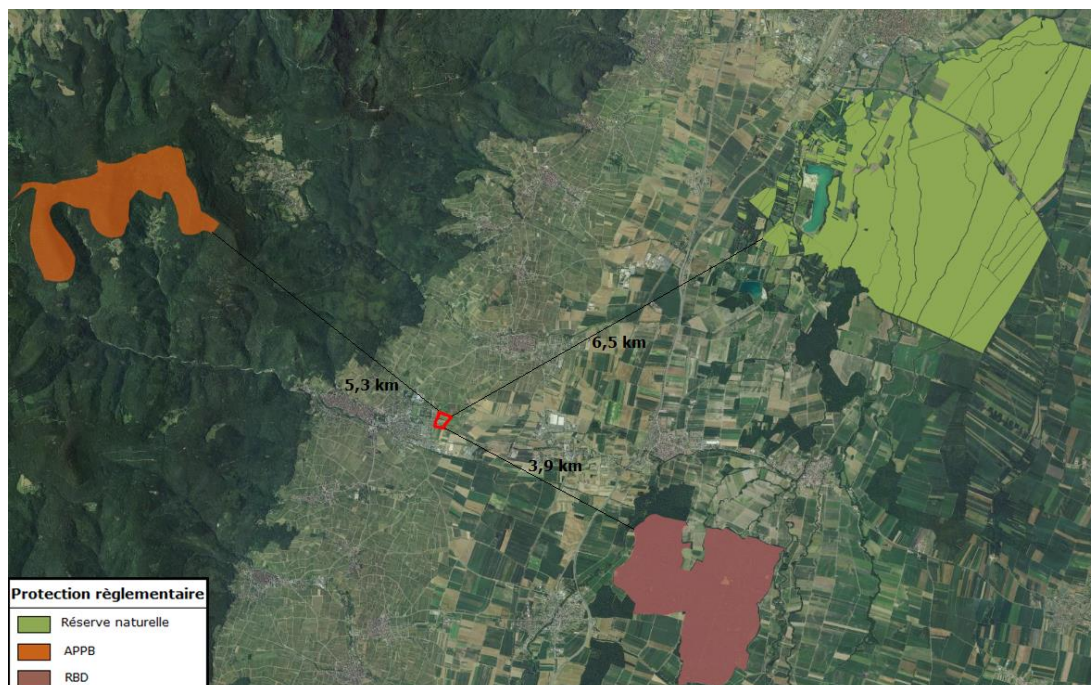 6,5 km
5,3 km
3,9 km
Protection règlementaire
Réserve naturelle
APPB
RBD